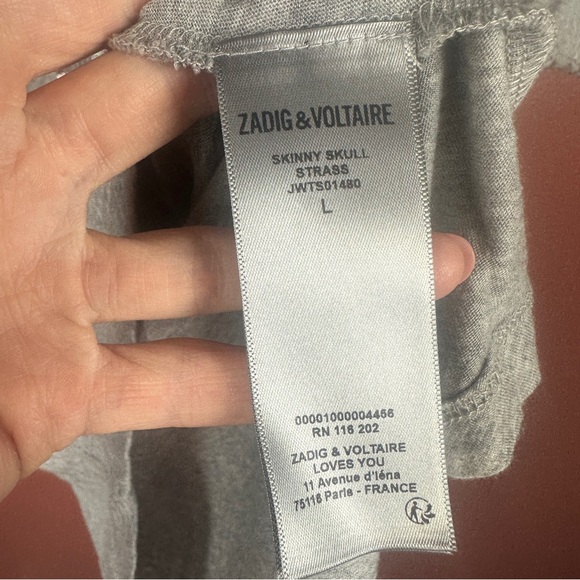 ZADIG & VOLTAIRE
SKINNY SKULL
STRASS
JWTS01480
L
00001000004466
RN 116 202
ZADIG & VOLTAIRE
LOVES YOU
11 Avenue d'Iéna
75116 Paris - FRANCE